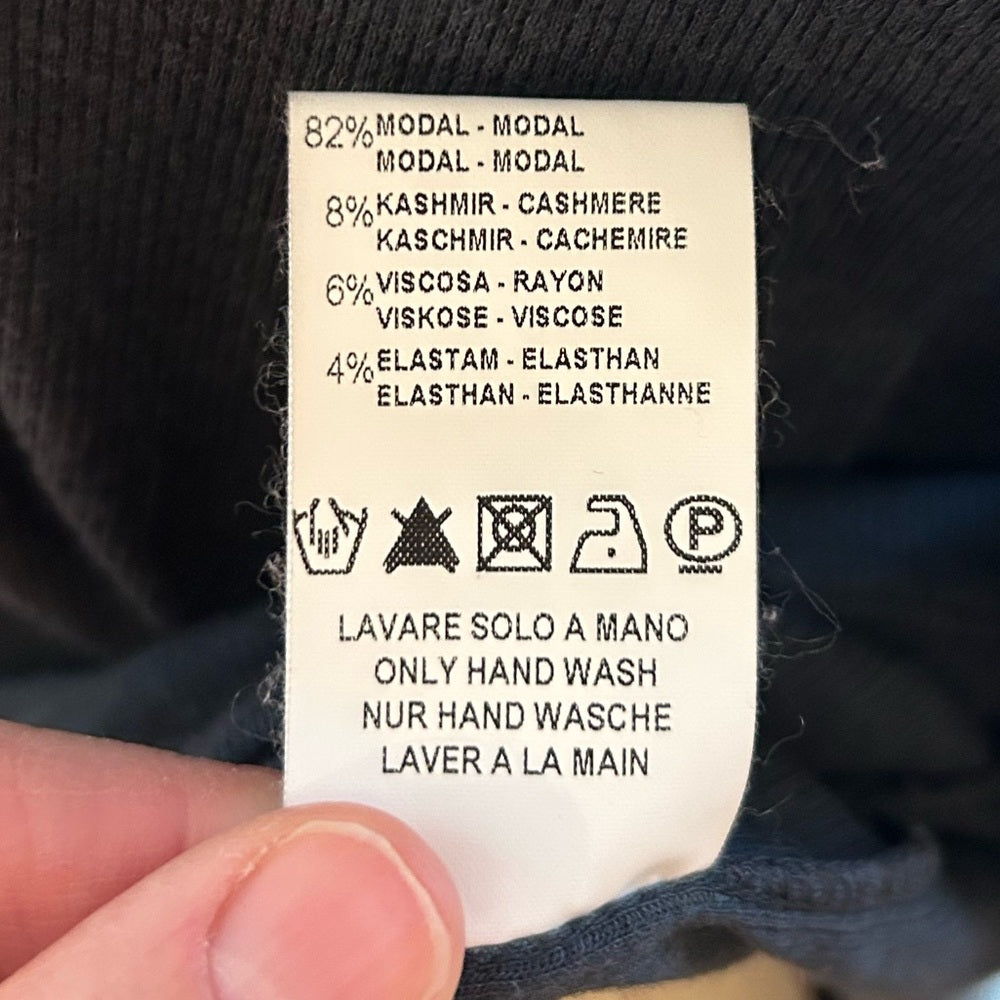 82% MODAL - MODAL
MODAL - MODAL
8% KASHMIR - CASHMERE
KASCHMIR - CACHEMIRE
6% VISCOSA - RAYON
VISKOSE - VISCOSE
4% ELASTAM - ELASTHAN
ELASTHAN - ELASTHANNE
P
LAVARE SOLO A MANO
ONLY HAND WASH
NUR HAND WASCHE
LAVER A LA MAIN